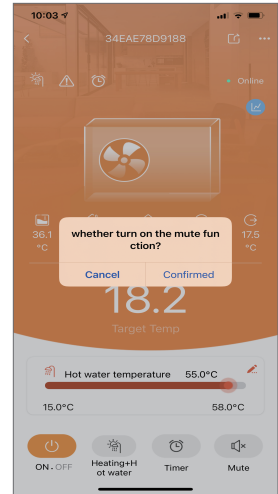 10:03
34EAE78D9188
Online
36.1
°C
17.5
°C
whether turn on the mute fun
ction?
Cancel Confirmed
18.2
Target Temp
Hot water temperature 55.0°C
15.0°C 58.0°C
ON . OFF Heating+H
ot water Timer Mute